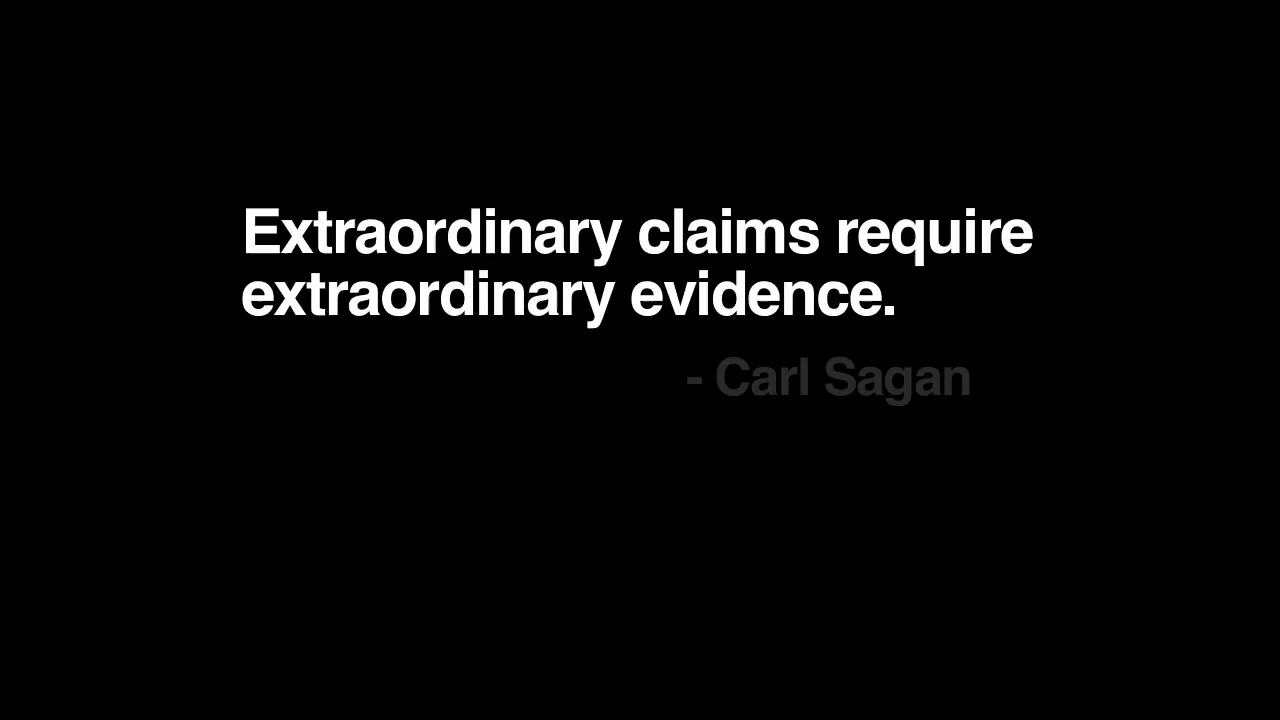 Extraordinary claims require
extraordinary evidence.
- Carl Sagan